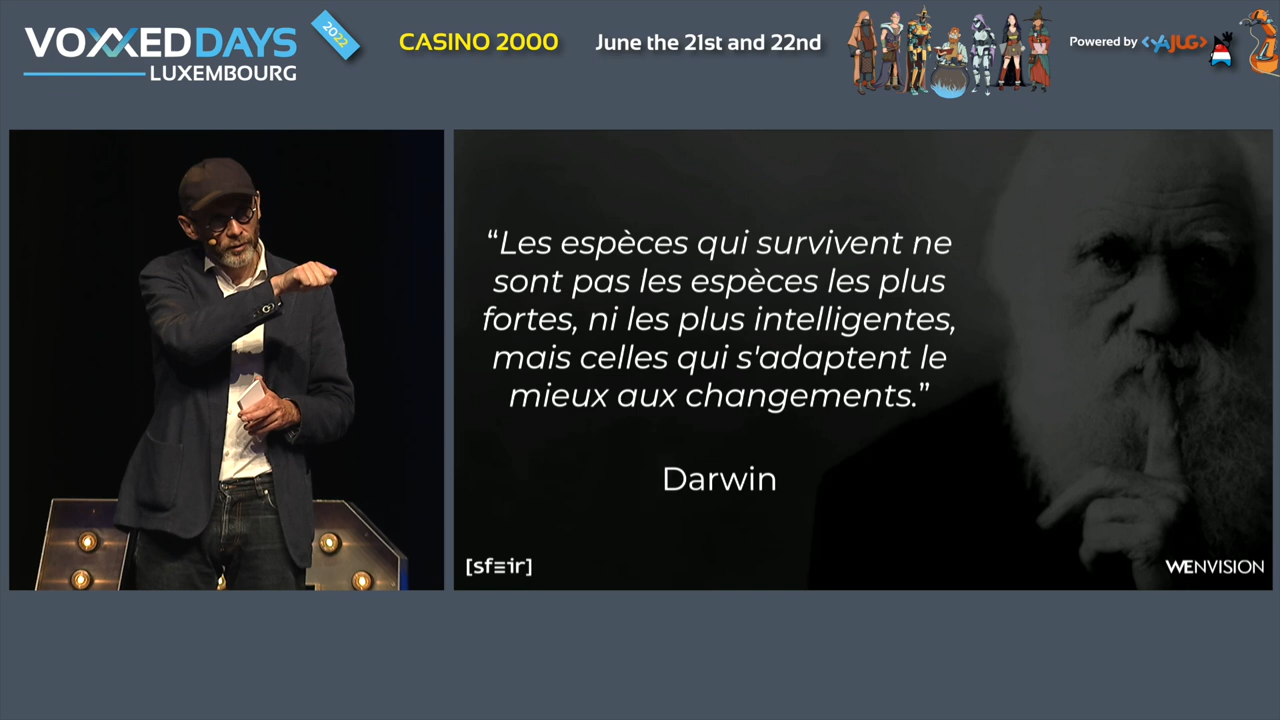 VOXXEDDAYS
LUXEMBOURG
2022
CASINO 2000
June the 21st and 22nd
Powered by <YAJUG>
“Les espèces qui survivent ne
sont pas les espèces les plus
fortes, ni les plus intelligentes,
mais celles qui s'adaptent le
mieux aux changements.”
Darwin
[sfΞir]
WENVISION